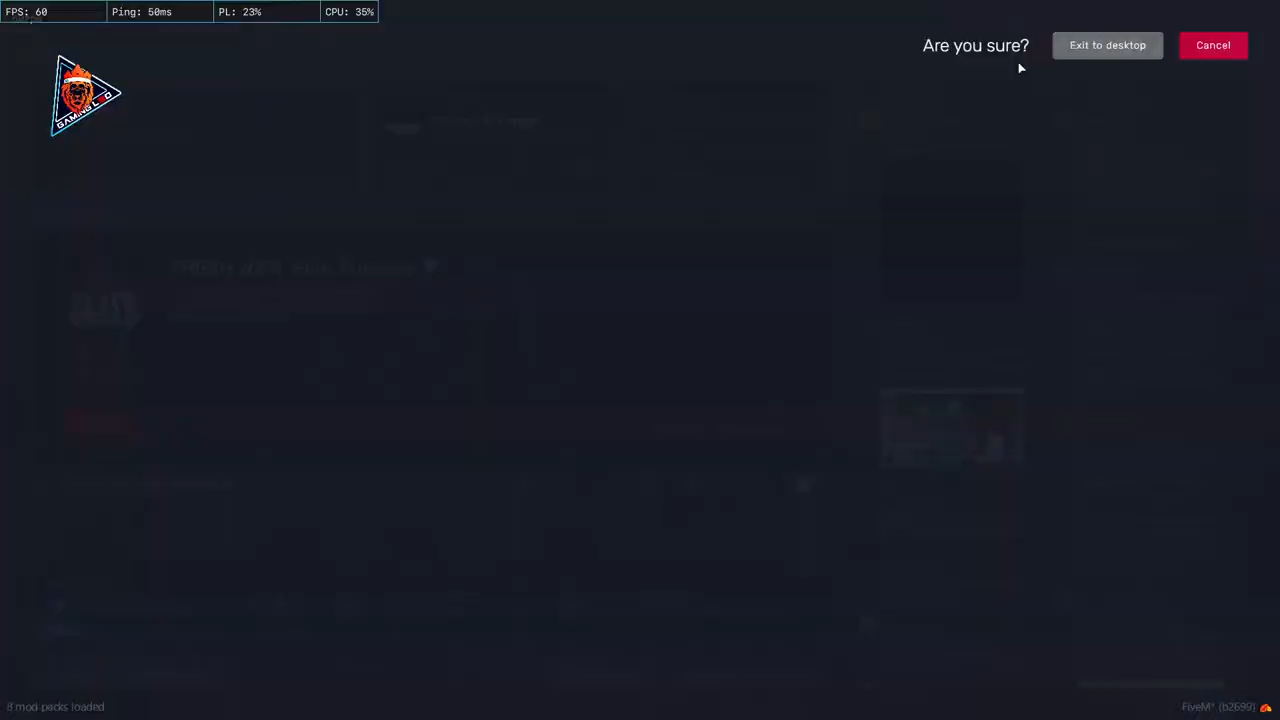 FPS: 60 Ping: 50ms PL: 23% CPU: 35%
Are you sure? Exit to desktop Cancel
GAMING L
8 mod-packs loaded
FiveM* (b2699)